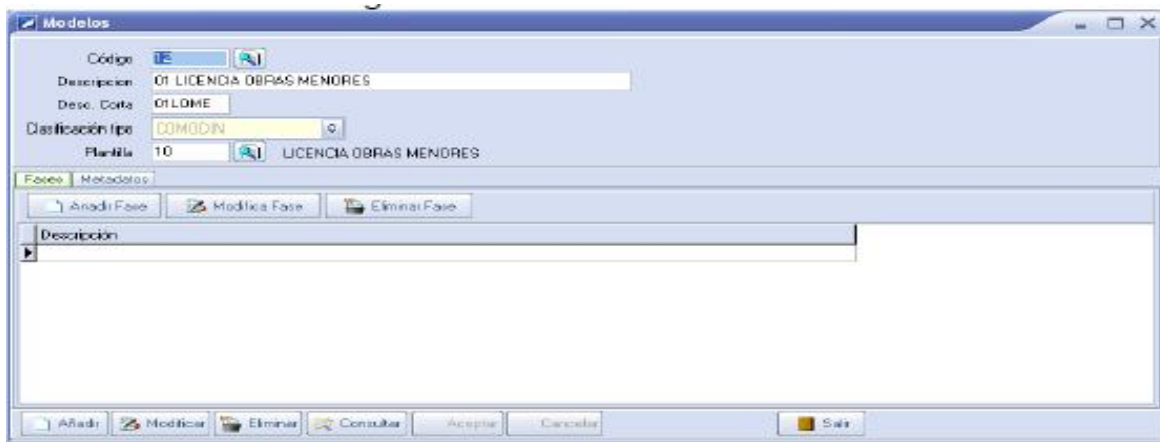 Modelos
Código
Descripcion 01 LICENCIA OBRAS MENORES
Desc. Corta 01LOME
Clasificación tipo COMODIN
Plantilla 10 LICENCIA OBRAS MENORES
Fases Metadatos
Añadir Fase Modifica Fase Eliminar Fase
Descripción
Añadir Modificar Eliminar Consultar Aceptar Cancelar Salir